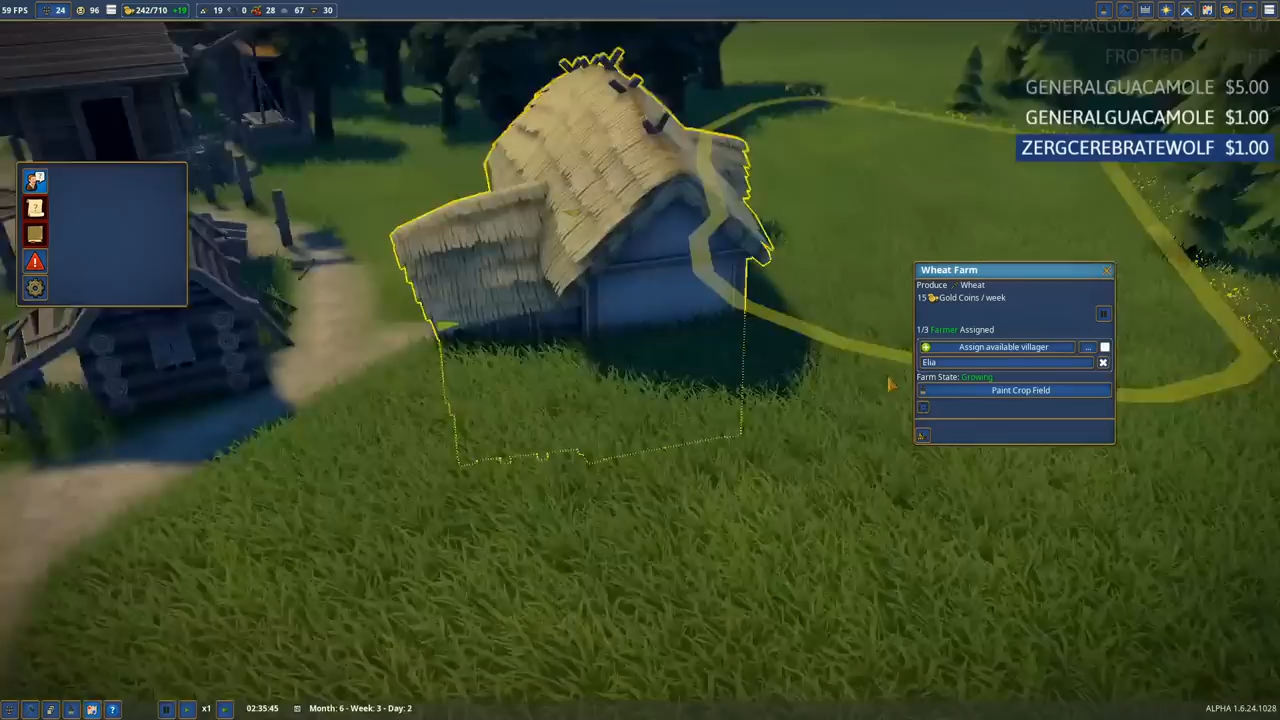 59 FPS 24 96 242/710 +19 19 0 28 67 30
GENERALGUACAMOLE
FROSTED
GENERALGUACAMOLE $5.00
GENERALGUACAMOLE $1.00
ZERGCEREBRATEWOLF $1.00
Wheat Farm
Produce Wheat
15 Gold Coins / week
1/3 Farmer Assigned
Assign available villager ...
Elia
Farm State: Growing
Paint Crop Field
x1 02:35:45 Month: 6 - Week: 3 - Day: 2 ALPHA 1.6.24.1028